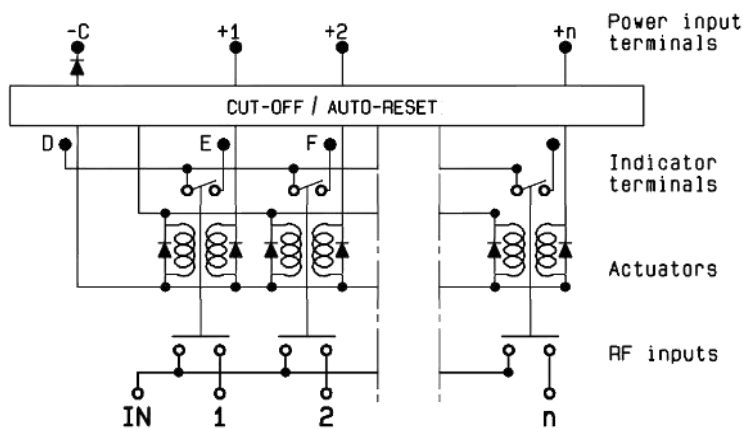 -C +1 +2 +n
Power input
terminals
CUT-OFF / AUTO-RESET
D E F
Indicator
terminals
Actuators
RF inputs
IN 1 2 n